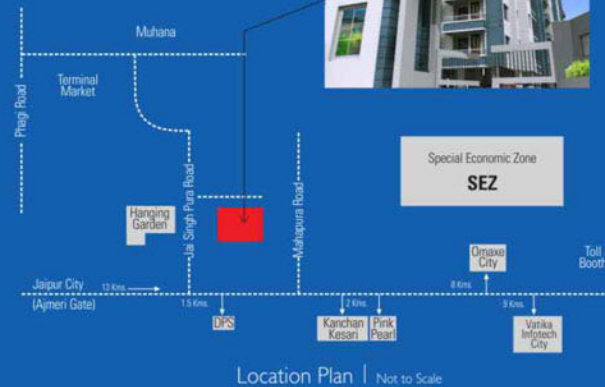 Muhana
Terminal
Market
Phagi Road
Special Economic Zone
SEZ
Hanging
Garden
Jai Singh Pura Road
Mahapura Road
Omaxe
City
Toll
Booth
Jaipur City
(Ajmeri Gate)
13 Kms.
1.5 Kms.
2 Kms.
8 Kms.
9 Kms.
DPS
Kanchan
Kesari
Pink
Pearl
Vatika
Infotech
City
Location Plan | Not to Scale